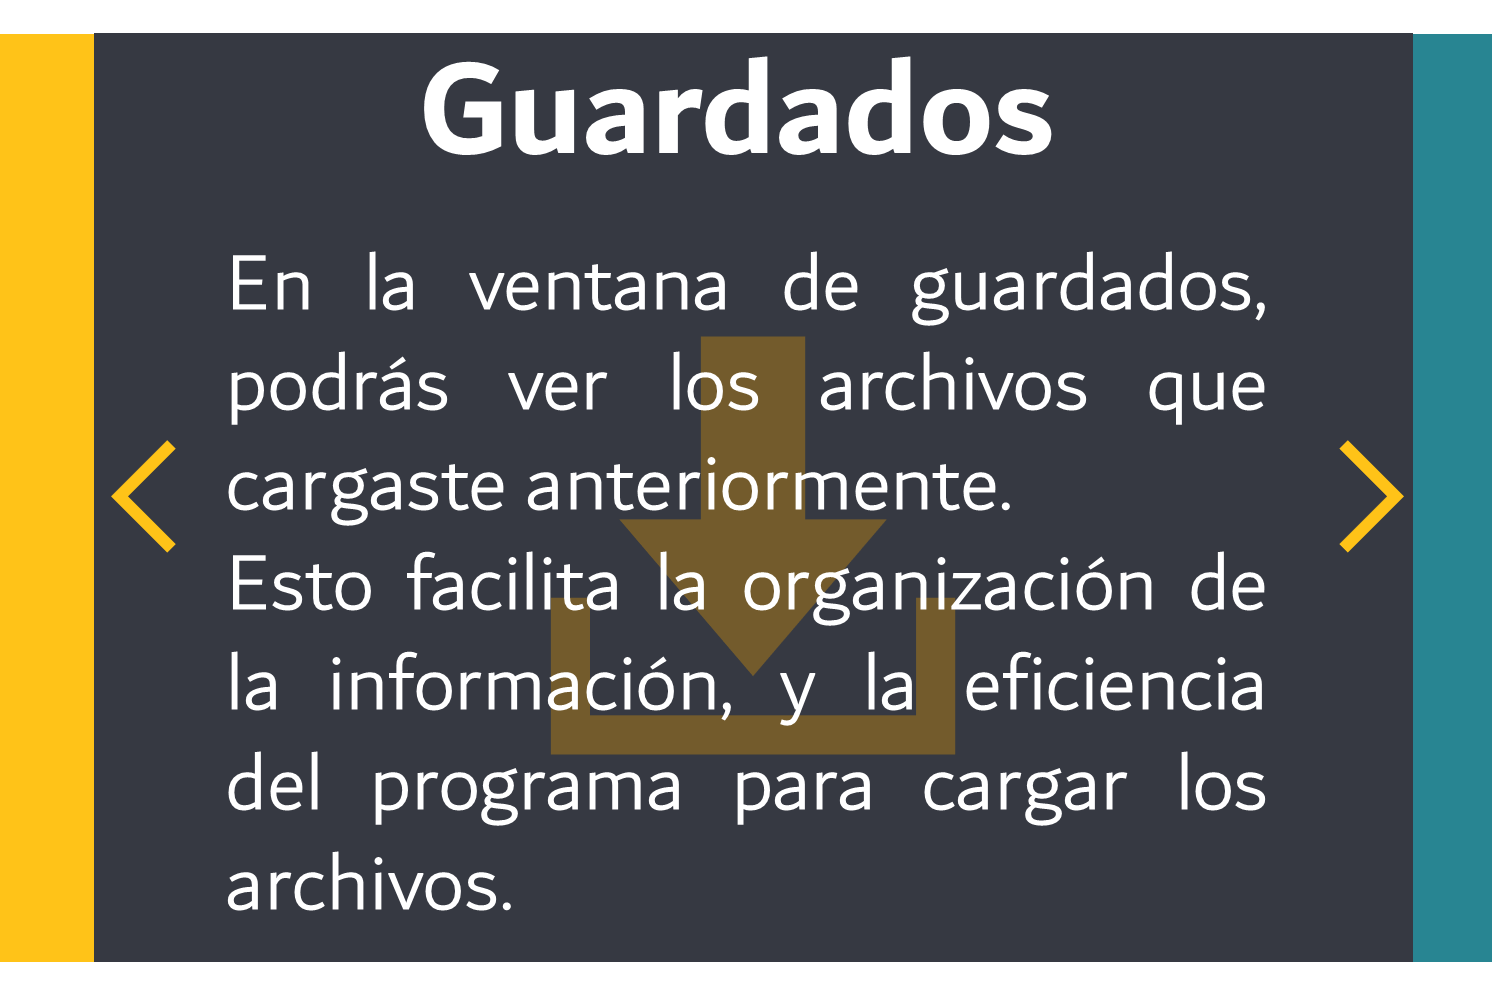 Guardados
En la ventana de guardados,
podrás ver los archivos que
cargaste anteriormente.
Esto facilita la organización de
la información, y la eficiencia
del programa para cargar los
archivos.